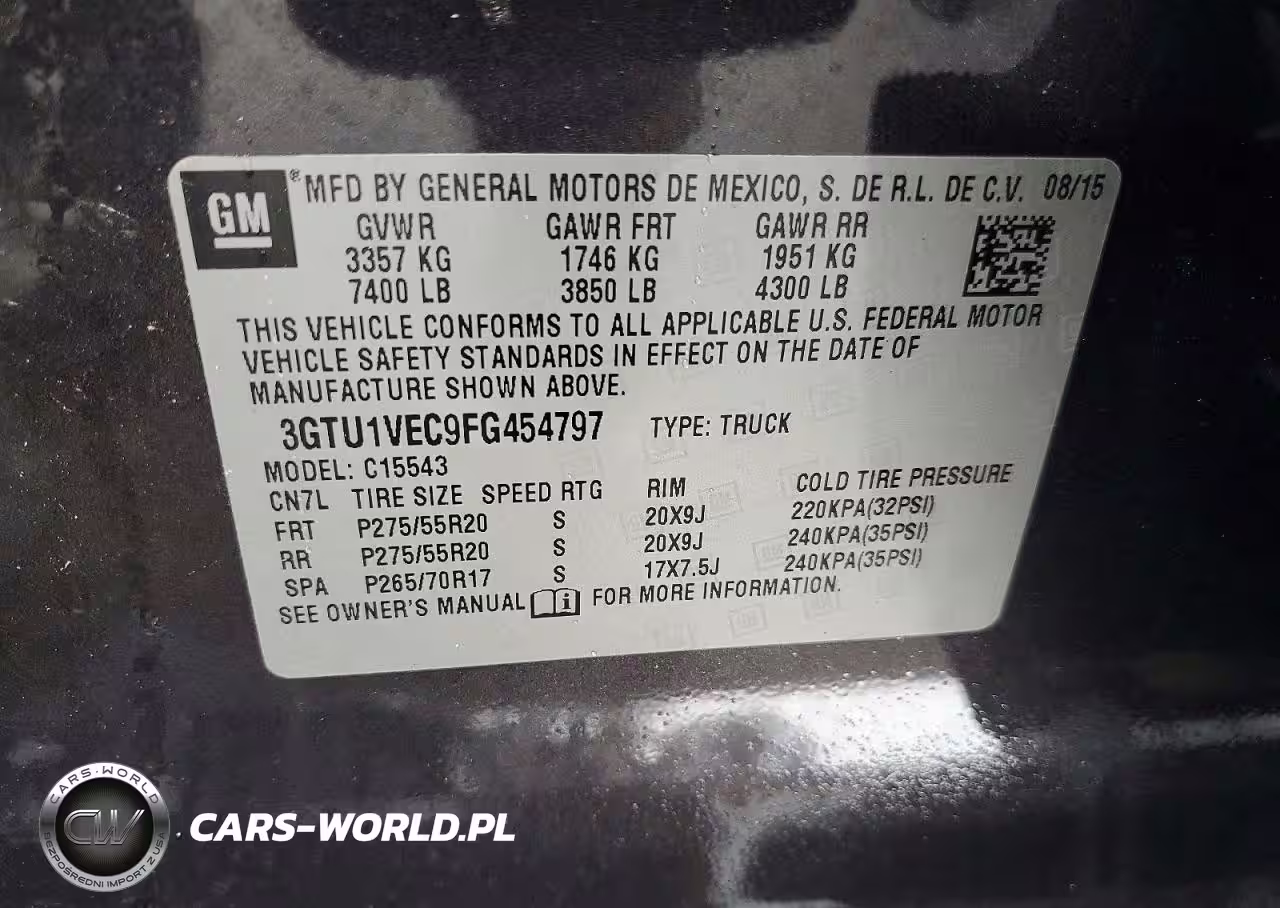 GM
® MFD BY GENERAL MOTORS DE MEXICO, S. DE R.L. DE C.V. 08/15
GVWR GAWR FRT GAWR RR
3357 KG 1746 KG 1951 KG
7400 LB 3850 LB 4300 LB
THIS VEHICLE CONFORMS TO ALL APPLICABLE U.S. FEDERAL MOTOR
VEHICLE SAFETY STANDARDS IN EFFECT ON THE DATE OF
MANUFACTURE SHOWN ABOVE.
3GTU1VEC9FG454797 TYPE: TRUCK
MODEL: C15543
CN7L TIRE SIZE SPEED RTG RIM COLD TIRE PRESSURE
FRT P275/55R20 S 20X9J 220KPA(32PSI)
RR P275/55R20 S 20X9J 240KPA(35PSI)
SPA P265/70R17 S 17X7.5J 240KPA(35PSI)
SEE OWNER'S MANUAL i FOR MORE INFORMATION.
CARS-WORLD
CW
BEZPOŚREDNI IMPORT Z USA
CARS-WORLD.PL